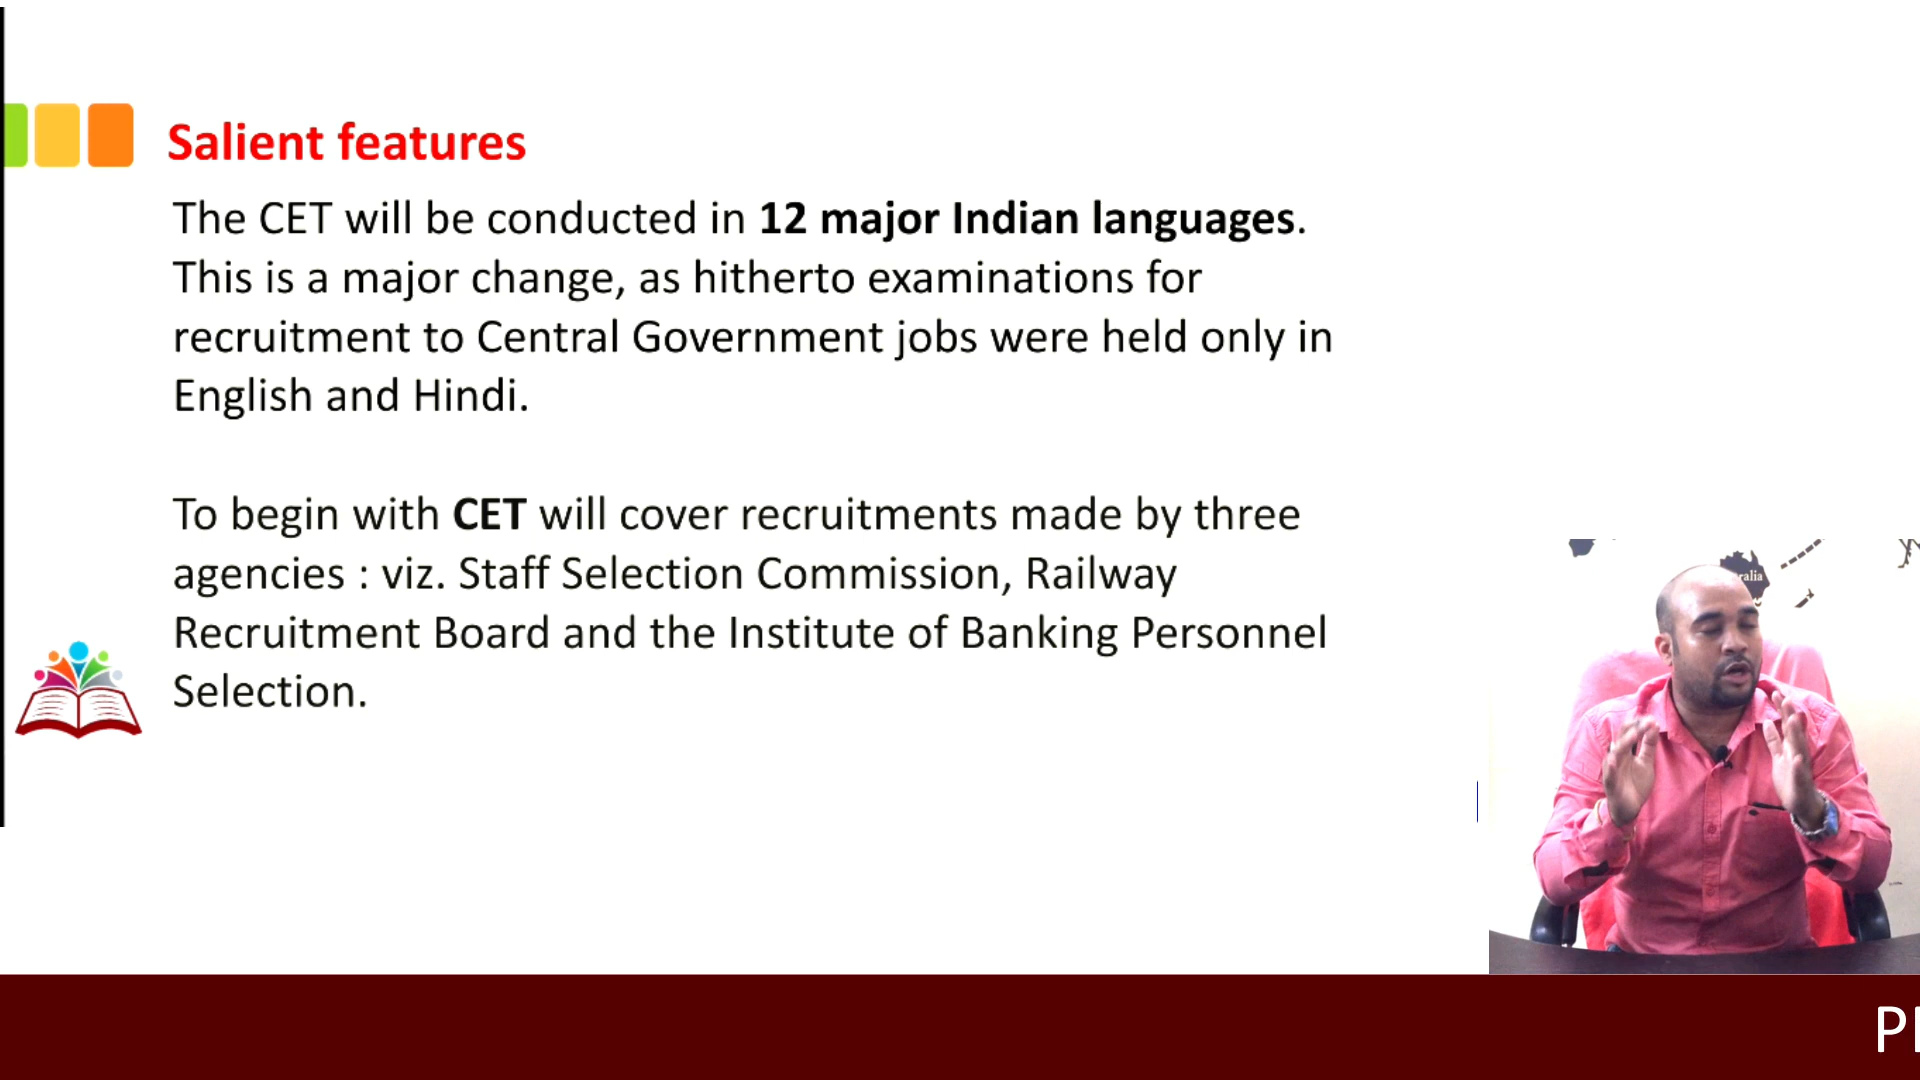 Salient features
The CET will be conducted in 12 major Indian languages.
This is a major change, as hitherto examinations for
recruitment to Central Government jobs were held only in
English and Hindi.
To begin with CET will cover recruitments made by three
agencies : viz. Staff Selection Commission, Railway
Recruitment Board and the Institute of Banking Personnel
Selection.
ralia